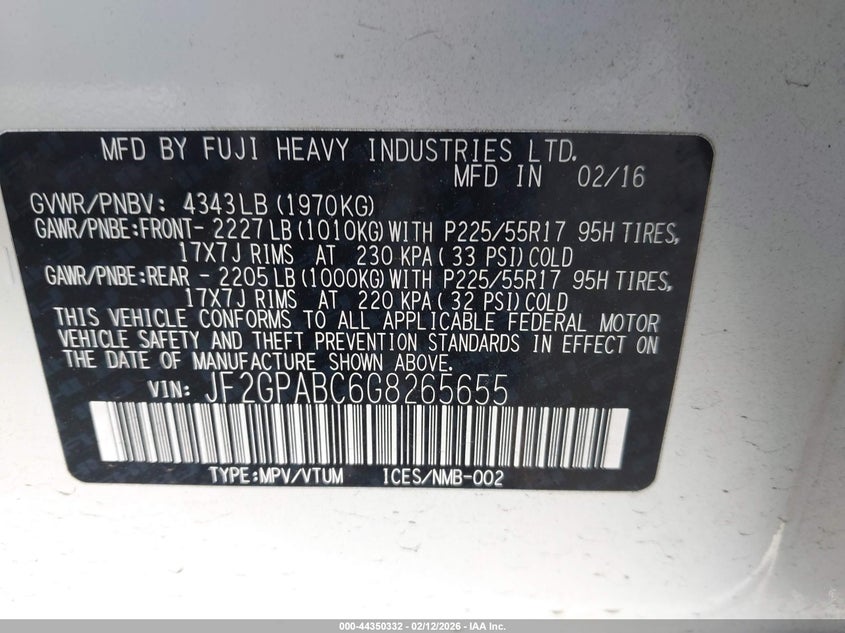 MFD BY FUJI HEAVY INDUSTRIES LTD.
MFD IN 02/16
GVWR/PNBV: 4343LB (1970KG)
GAWR/PNBE:FRONT- 2227LB (1010KG) WITH P225/55R17 95H TIRES,
17X7J RIMS AT 230 KPA ( 33 PSI) COLD
GAWR/PNBE:REAR - 2205LB (1000KG) WITH P225/55R17 95H TIRES,
17X7J RIMS AT 220 KPA ( 32 PSI) COLD
THIS VEHICLE CONFORMS TO ALL APPLICABLE FEDERAL MOTOR
VEHICLE SAFETY AND THEFT PREVENTION STANDARDS IN EFFECT ON
THE DATE OF MANUFACTURE SHOWN ABOVE.
VIN: JF2GPABC6G8265655
TYPE:MPV/VTUM ICES/NMB-002
000-44350332 - 02/12/2026 - IAA Inc.